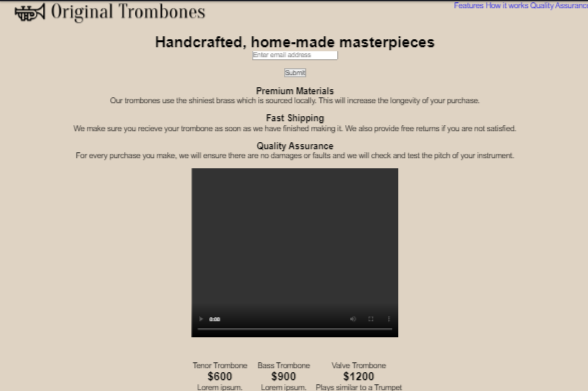 Original Trombones
Features How it works Quality Assurance
Handcrafted, home-made masterpieces
Enter email address
Submit
Premium Materials
Our trombones use the shiniest brass which is sourced locally. This will increase the longevity of your purchase.
Fast Shipping
We make sure you recieve your trombone as soon as we have finished making it. We also provide free returns if you are not satisfied.
Quality Assurance
For every purchase you make, we will ensure there are no damages or faults and we will check and test the pitch of your instrument.
0:00
Tenor Trombone Bass Trombone Valve Trombone
$600 $900 $1200
Lorem ipsum. Lorem ipsum. Plays similar to a Trumpet